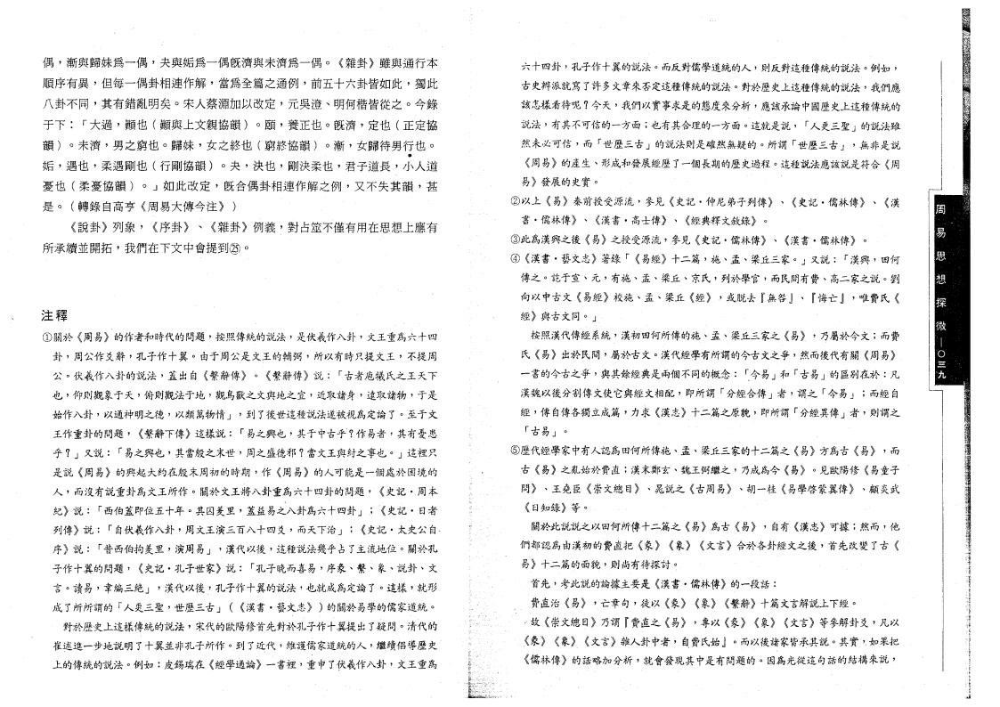 偶，漸與歸妹爲一偶，夬與姤爲一偶旣濟與未濟爲一偶。《雜卦》雖與通行本
順序有異，但每一偶卦相連作解，當爲全篇之通例，前五十六卦皆如此，獨此
八卦不同，其有錯亂明矣。宋人蔡淵加以改定，元吳澄、明何楷皆從之。今錄
于下：「大過，顚也（顚與上文親協韻）。頤，養正也。旣濟，定也（正定協
韻）。未濟，男之窮也。歸妹，女之終也（窮終協韻）。漸，女歸待男行也。
姤，遇也，柔遇剛也（行剛協韻）。夬，決也，剛決柔也，君子道長，小人道
憂也（柔憂協韻）。」如此改定，旣合偶卦相連作解之例，又不失其韻，甚
是。（轉錄自高亨《周易大傳今注》）
《說卦》列象，《序卦》、《雜卦》例義，對占筮不僅有用在思想上應有
所承續並開拓，我們在下文中會提到㉕。
注釋
①關於《周易》的作者和時代的問題，按照傳統的說法，是伏羲作八卦，文王重爲六十四
卦，周公作爻辭，孔子作十翼。由于周公是文王的輔弼，所以有時只提文王，不提周
公。伏羲作八卦的說法，蓋出自《繫辭傳》。《繫辭傳》說：「古者庖犧氏之王天下
也，仰則觀象于天，俯則觀法于地，觀鳥獸之文與地之宜，近取諸身，遠取諸物，于是
始作八卦，以通神明之德，以類萬物情」，到了後世這種說法遂被視爲定論了。至于文
王作重卦的問題，《繫辭下傳》這樣說：「易之興也，其于中古乎？作易者，其有憂患
乎？」又說：「易之興也，其當殷之末世，周之盛德邪？當文王與紂之事也。」這裡只
是說《周易》的興起大約在殷末周初的時期，作《周易》的人可能是一個處於困境的
人，而沒有說重卦爲文王所作。關於文王將八卦重爲六十四卦的問題，《史記·周本
紀》說：「西伯蓋即位五十年。其囚羑里，蓋益易之八卦爲六十四卦」；《史記·日者
列傳》說：「自伏羲作八卦，周文王演三百八十四爻，而天下治」；《史記·太史公自
序》說：「昔西伯拘羑里，演周易」，漢代以後，這種說法幾乎占了主流地位。關於孔
子作十翼的問題，《史記·孔子世家》說：「孔子晚而喜易，序彖、繫、象、說卦、文
言。讀易，韋編三絶」，漢代以後，孔子作十翼的說法，也就成爲定論了。這樣，就形
成了所所謂的「人更三聖，世歷三古」（《漢書·藝文志》）的關於易學的儒家道統。
對於歷史上這樣傳統的說法，宋代的歐陽修首先對於孔子作十翼提出了疑問。清代的
崔述進一步地說明了十翼並非孔子所作。到了近代，維護儒家道統的人，繼續倡導歷史
上的傳統的說法。例如：皮錫瑞在《經學通論》一書裡，重申了伏羲作八卦，文王重爲
六十四卦，孔子作十翼的說法。而反對儒學道統的人，則反對這種傳統的說法。例如，
古史辨派就寫了許多文章來否定這種傳統的說法。對於歷史上這種傳統的說法，我們應
該怎樣看待呢？今天，我們以實事求是的態度來分析，應該承論中國歷史上這種傳統的
說法，有其不可信的一方面；也有其合理的一方面。這就是說，「人更三聖」的說法雖
然未必可信，而「世歷三古」的說法則是確然無疑的。所謂「世歷三古」，無非是說
《周易》的產生、形成和發展經歷了一個長期的歷史過程。這種說法應該是符合《周
易》發展的史實。
②以上《易》秦前授受源流，參見《史記·仲尼弟子列傳》、《史記·儒林傳》、《漢
書·儒林傳》、《漢書·高士傳》、《經典釋文敘錄》。
③此爲漢興之後《易》之授受源流，參見《史記·儒林傳》、《漢書·儒林傳》。
④《漢書·藝文志》著錄「《易經》十二篇，施、孟、梁丘三家。」又說：「漢興，田何
傳之。訖于宣、元，有施、孟、梁丘、京氏，列於學官，而民間有費、高二家之說。劉
向以中古文《易經》校施、孟、梁丘《經》，或脫去『無咎』、『悔亡』，唯費氏《
經》與古文同。」
按照漢代傳經系統，漢初田何所傳的施、孟、梁丘三家之《易》，乃屬於今文；而費
氏《易》出於民間，屬於古文。漢代經學有所謂的今古文之爭，然而後代有關《周易》
一書的今古之爭，與其餘經典是兩個不同的概念：「今易」和「古易」的區別在於：凡
漢魏以後分割傳文使它與經文相配，即所謂「分經合傳」者，謂之「今易」；而經自
經，傳自傳各獨立成篇，力求《漢志》十二篇之原貌，即所謂「分經異傳」者，則謂之
「古易」。
⑤歷代經學家中有人認爲田何所傳施、孟、梁丘三家的十二篇之《易》方爲古《易》，而
古《易》之亂始於費直；漢末鄭玄、魏王弼繼之，乃成爲今《易》。見歐陽修《易童子
問》、王堯臣《崇文總目》、晁說之《古周易》、胡一桂《易學啓蒙翼傳》、顧炎武
《日知錄》等。
關於此說說之以田何所傳十二篇之《易》爲古《易》，自有《漢志》可據；然而，他
們都認爲由漢初的費直把《彖》《象》《文言》合於各卦經文之後，首先改變了古《
易》十二篇的面貌，則尚有待探討。
首先，考此說的論據主要是《漢書·儒林傳》的一段話：
費直治《易》，亡章句，徒以《彖》《象》《繫辭》十篇文言解說上下經。
故《崇文總目》乃謂『費直之《易》，專以《彖》《象》《文言》等參解卦爻，凡以
《彖》《象》《文言》雜人卦中者，自費氏始』。而以後諸家皆承其說。其實，如果把
《儒林傳》的話略加分析，就會發現其中是有問題的。因爲光從這句話的結構來說，
周易思想探微—〇三九